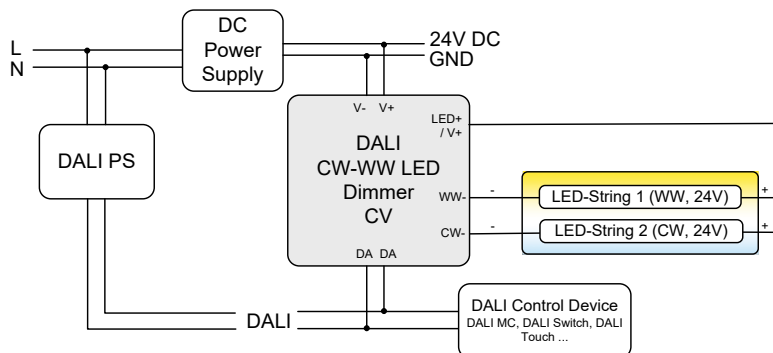 DC
Power
Supply
L
N
24V DC
GND
V- V+
LED+
/ V+
DALI PS
DALI
CW-WW LED
Dimmer
CV
WW-
-
LED-String 1 (WW, 24V)
+
CW-
-
LED-String 2 (CW, 24V)
+
DA DA
DALI
DALI Control Device
DALI MC, DALI Switch, DALI
Touch ...